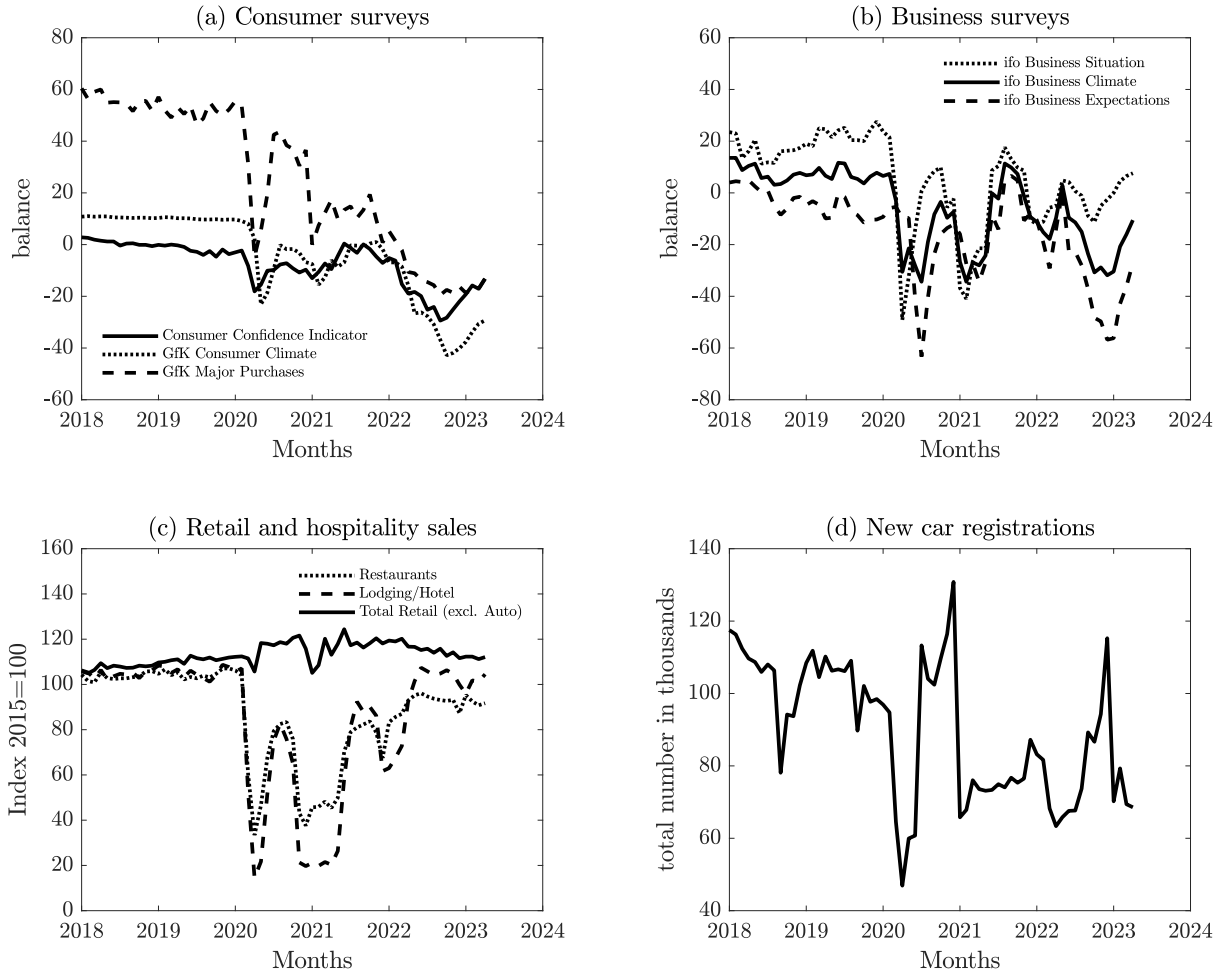 (a) Consumer surveys
80
60
40
20
0
-20
-40
-60
balance
Consumer Confidence Indicator
GfK Consumer Climate
GfK Major Purchases
2018 2019 2020 2021 2022 2023 2024
Months
(b) Business surveys
60
40
20
0
-20
-40
-60
-80
balance
ifo Business Situation
ifo Business Climate
ifo Business Expectations
2018 2019 2020 2021 2022 2023 2024
Months
(c) Retail and hospitality sales
160
140
120
100
80
60
40
20
0
Index 2015=100
Restaurants
Lodging/Hotel
Total Retail (excl. Auto)
2018 2019 2020 2021 2022 2023 2024
Months
(d) New car registrations
140
120
100
80
60
40
total number in thousands
2018 2019 2020 2021 2022 2023 2024
Months